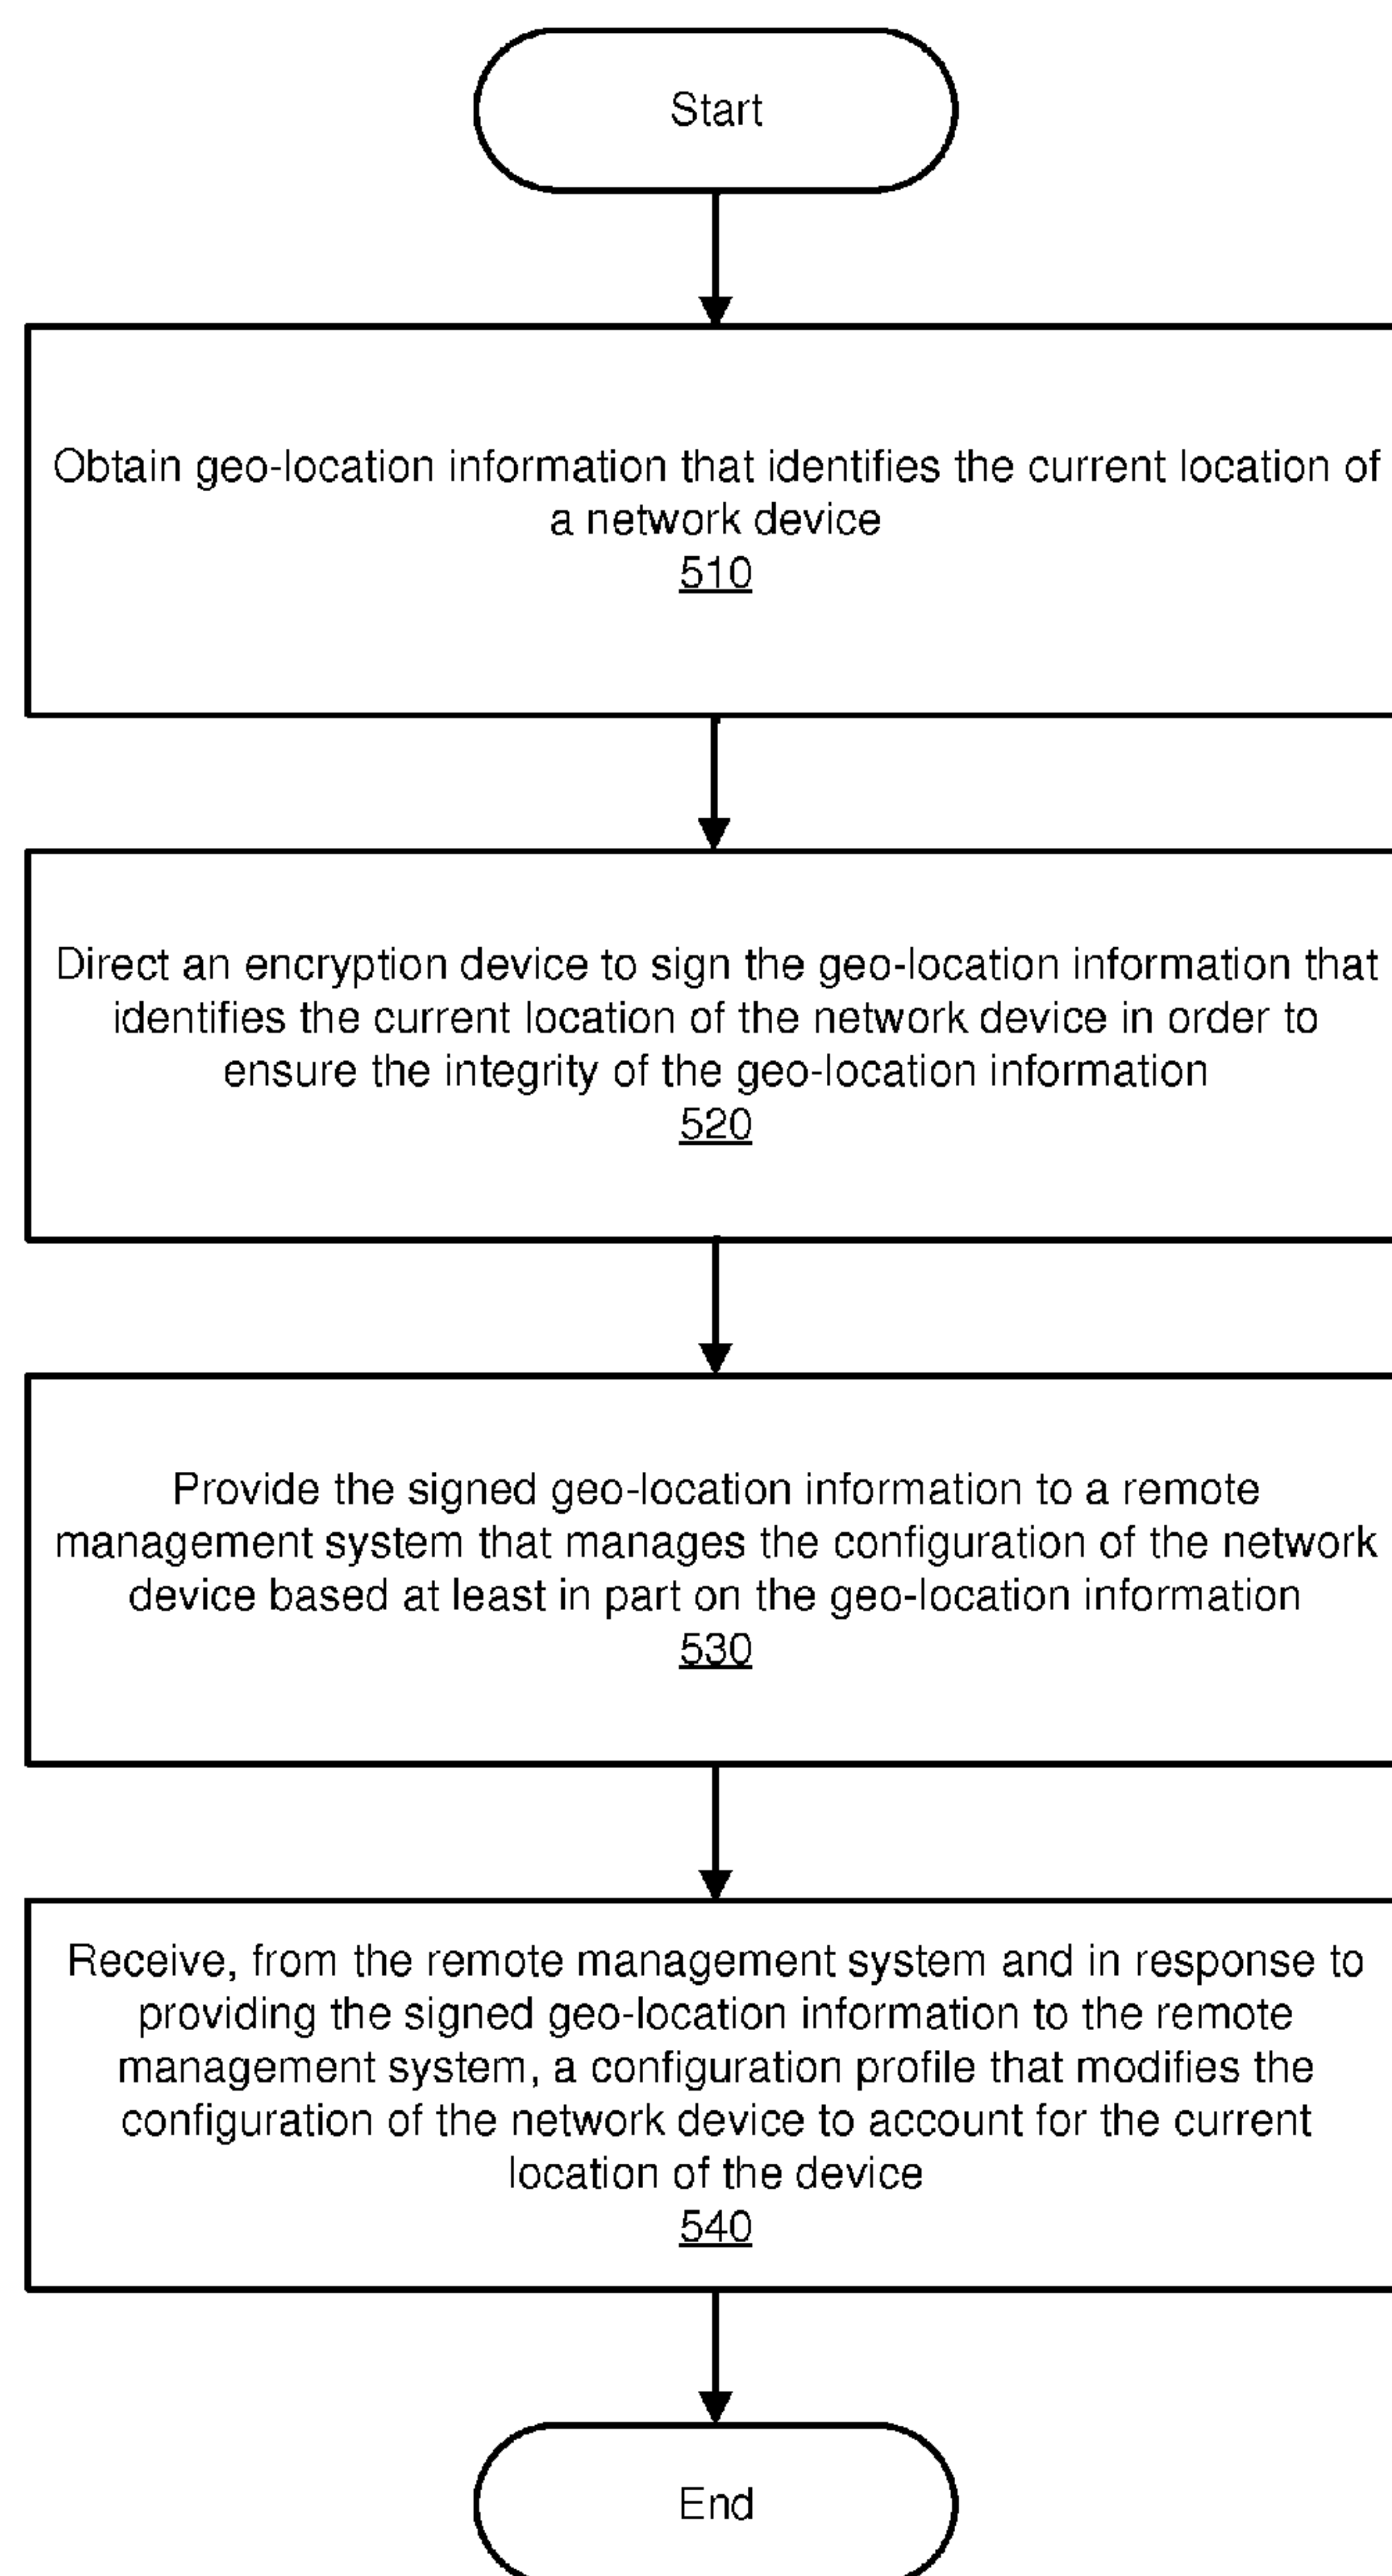 Start
Obtain geo-location information that identifies the current location of
a network device
510
Direct an encryption device to sign the geo-location information that
identifies the current location of the network device in order to
ensure the integrity of the geo-location information
520
Provide the signed geo-location information to a remote
management system that manages the configuration of the network
device based at least in part on the geo-location information
530
Receive, from the remote management system and in response to
providing the signed geo-location information to the remote
management system, a configuration profile that modifies the
configuration of the network device to account for the current
location of the device
540
End